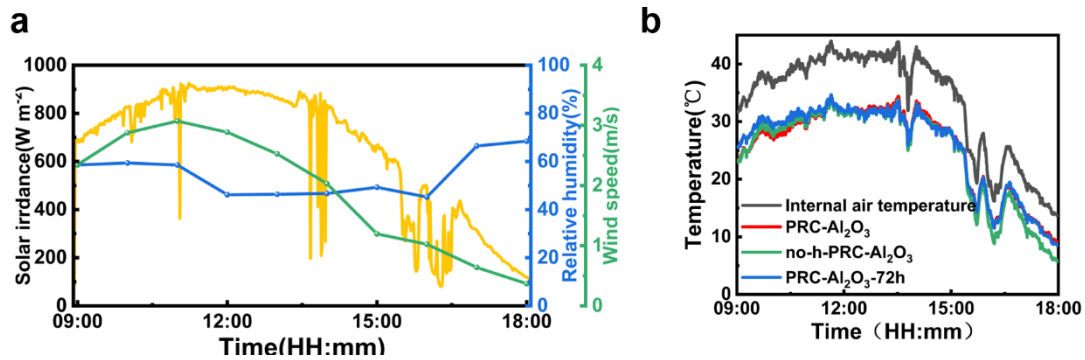 a
Solar irrdance(W m⁻²)
1000
800
600
400
200
0
09:00
12:00
15:00
18:00
Time(HH:mm)
100
80
60
40
20
0
Relative humidity(%)
4
3
2
1
0
Wind speed(m/s)
b
Temperature(℃)
40
30
20
10
0
Internal air temperature
PRC-Al₂O₃
no-h-PRC-Al₂O₃
PRC-Al₂O₃-72h
09:00
12:00
15:00
18:00
Time（HH:mm）